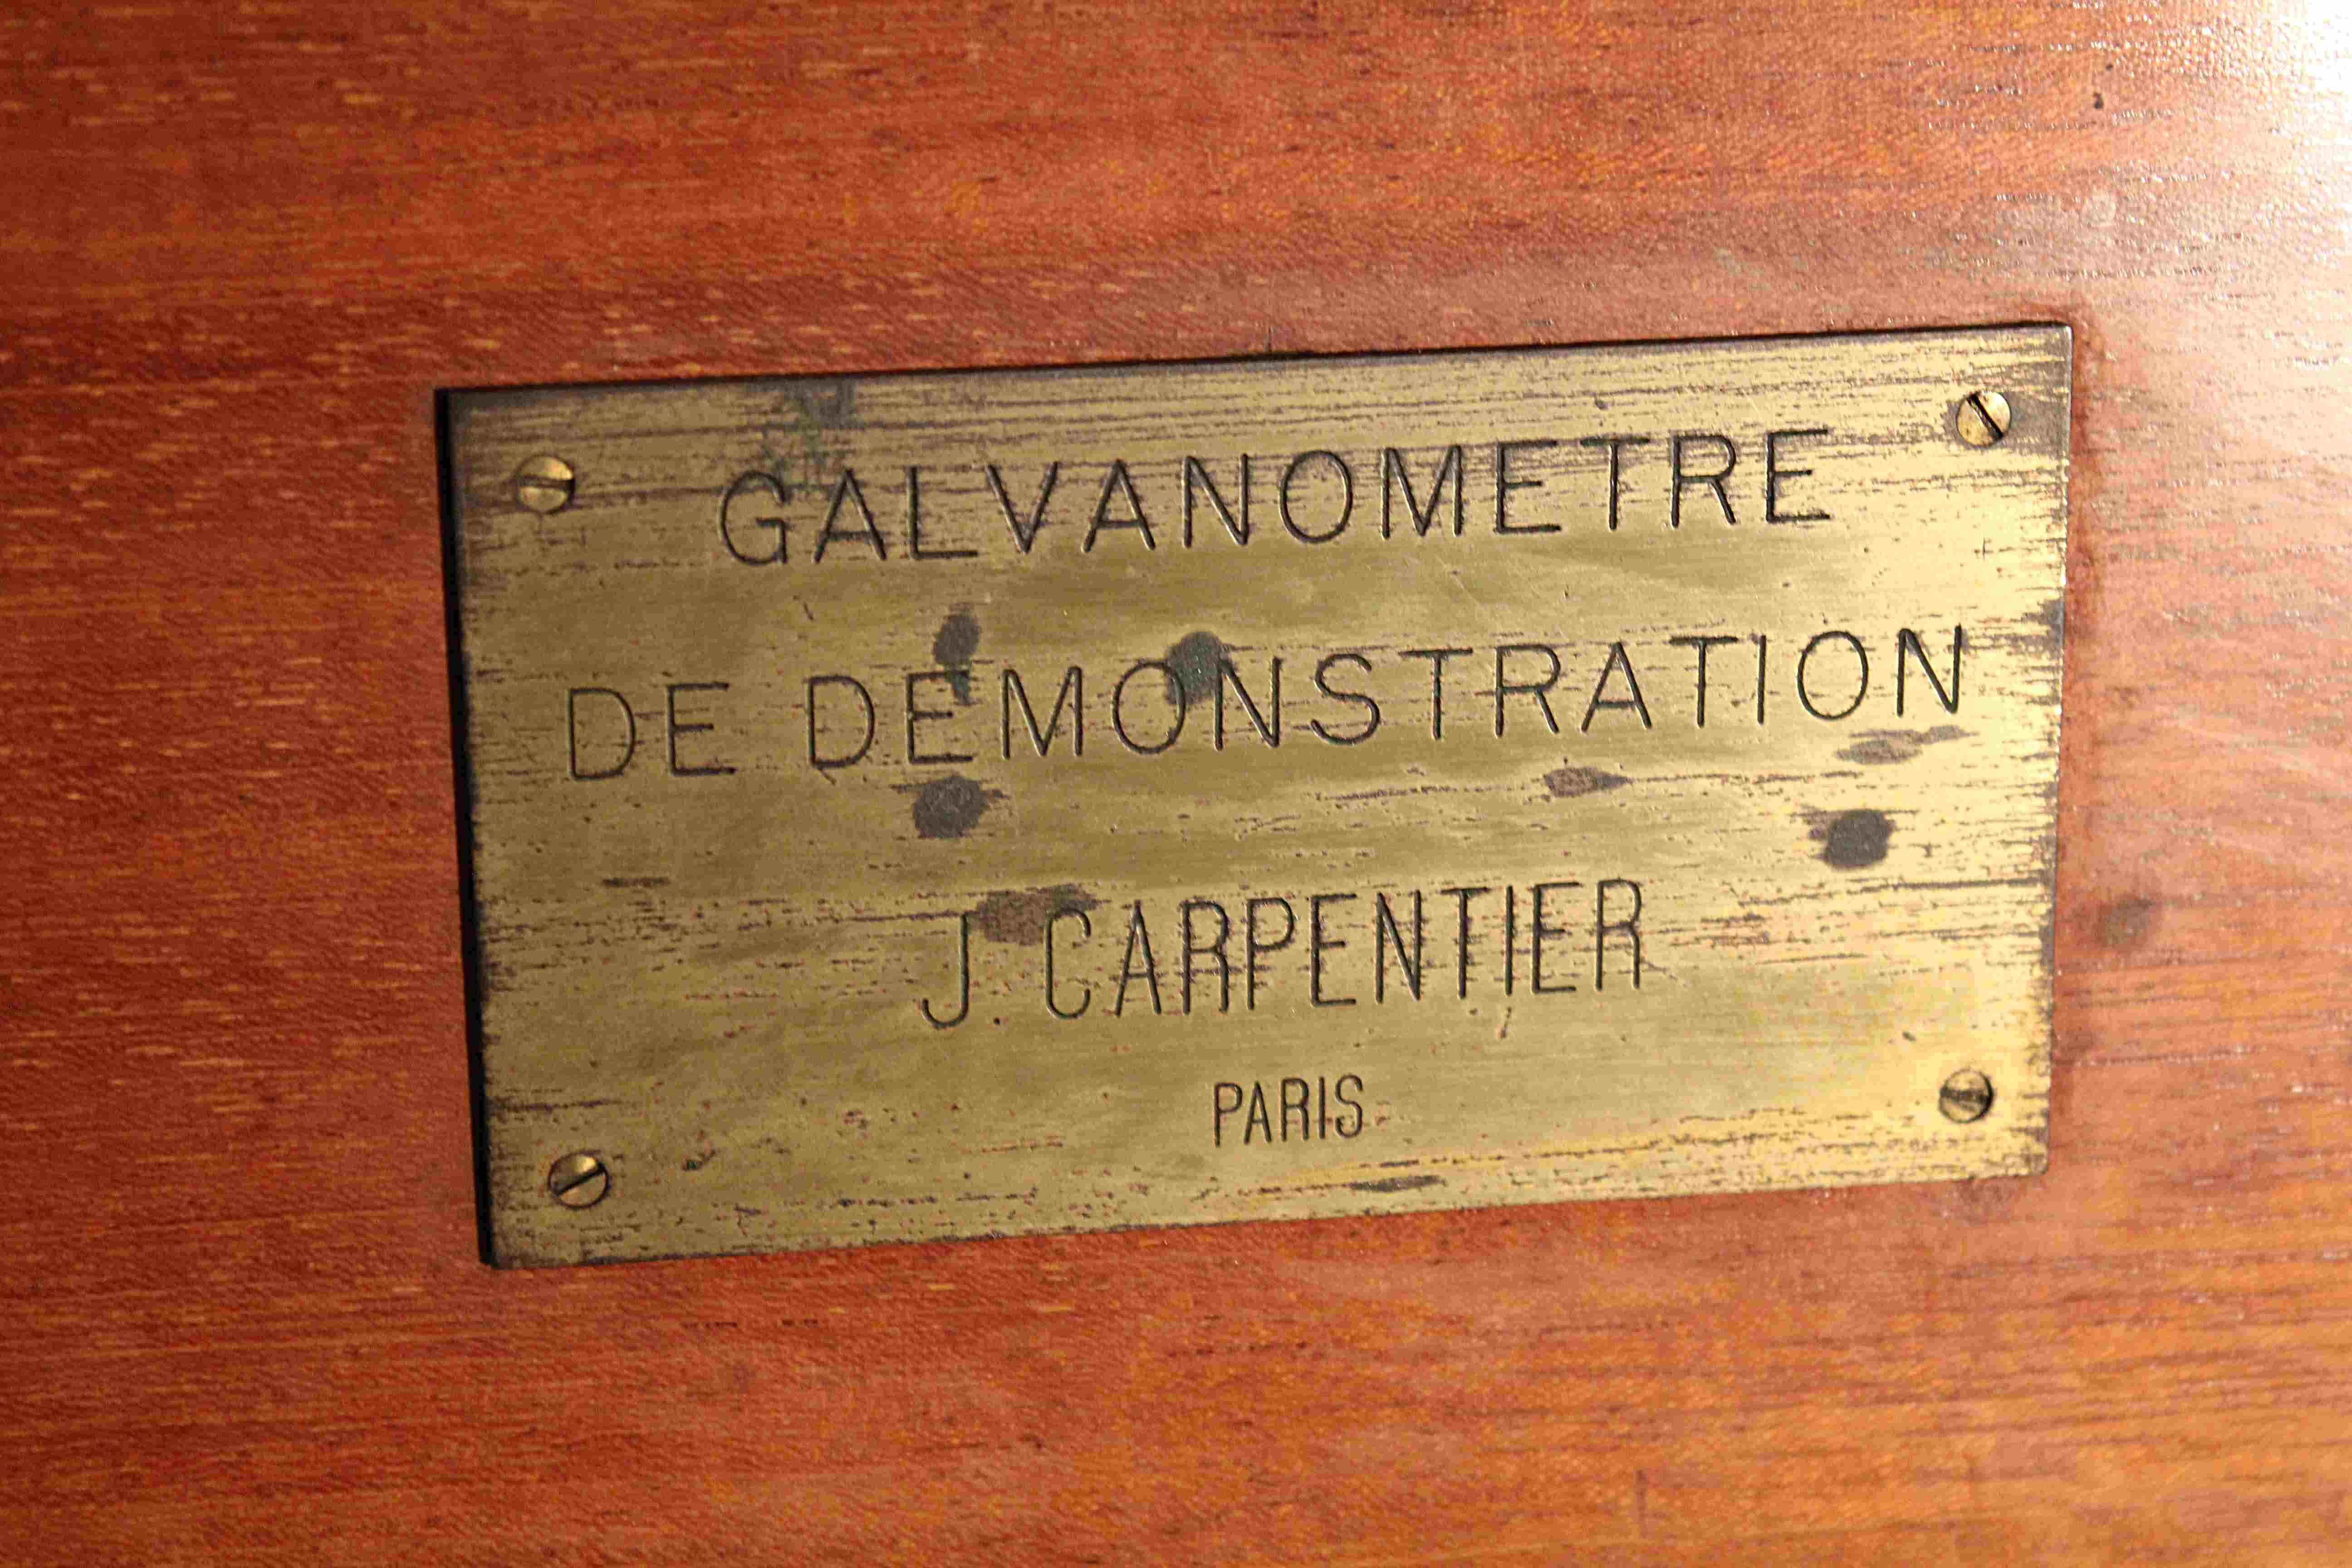 GALVANOMETRE
DE DEMONSTRATION
J. CARPENTIER
PARIS